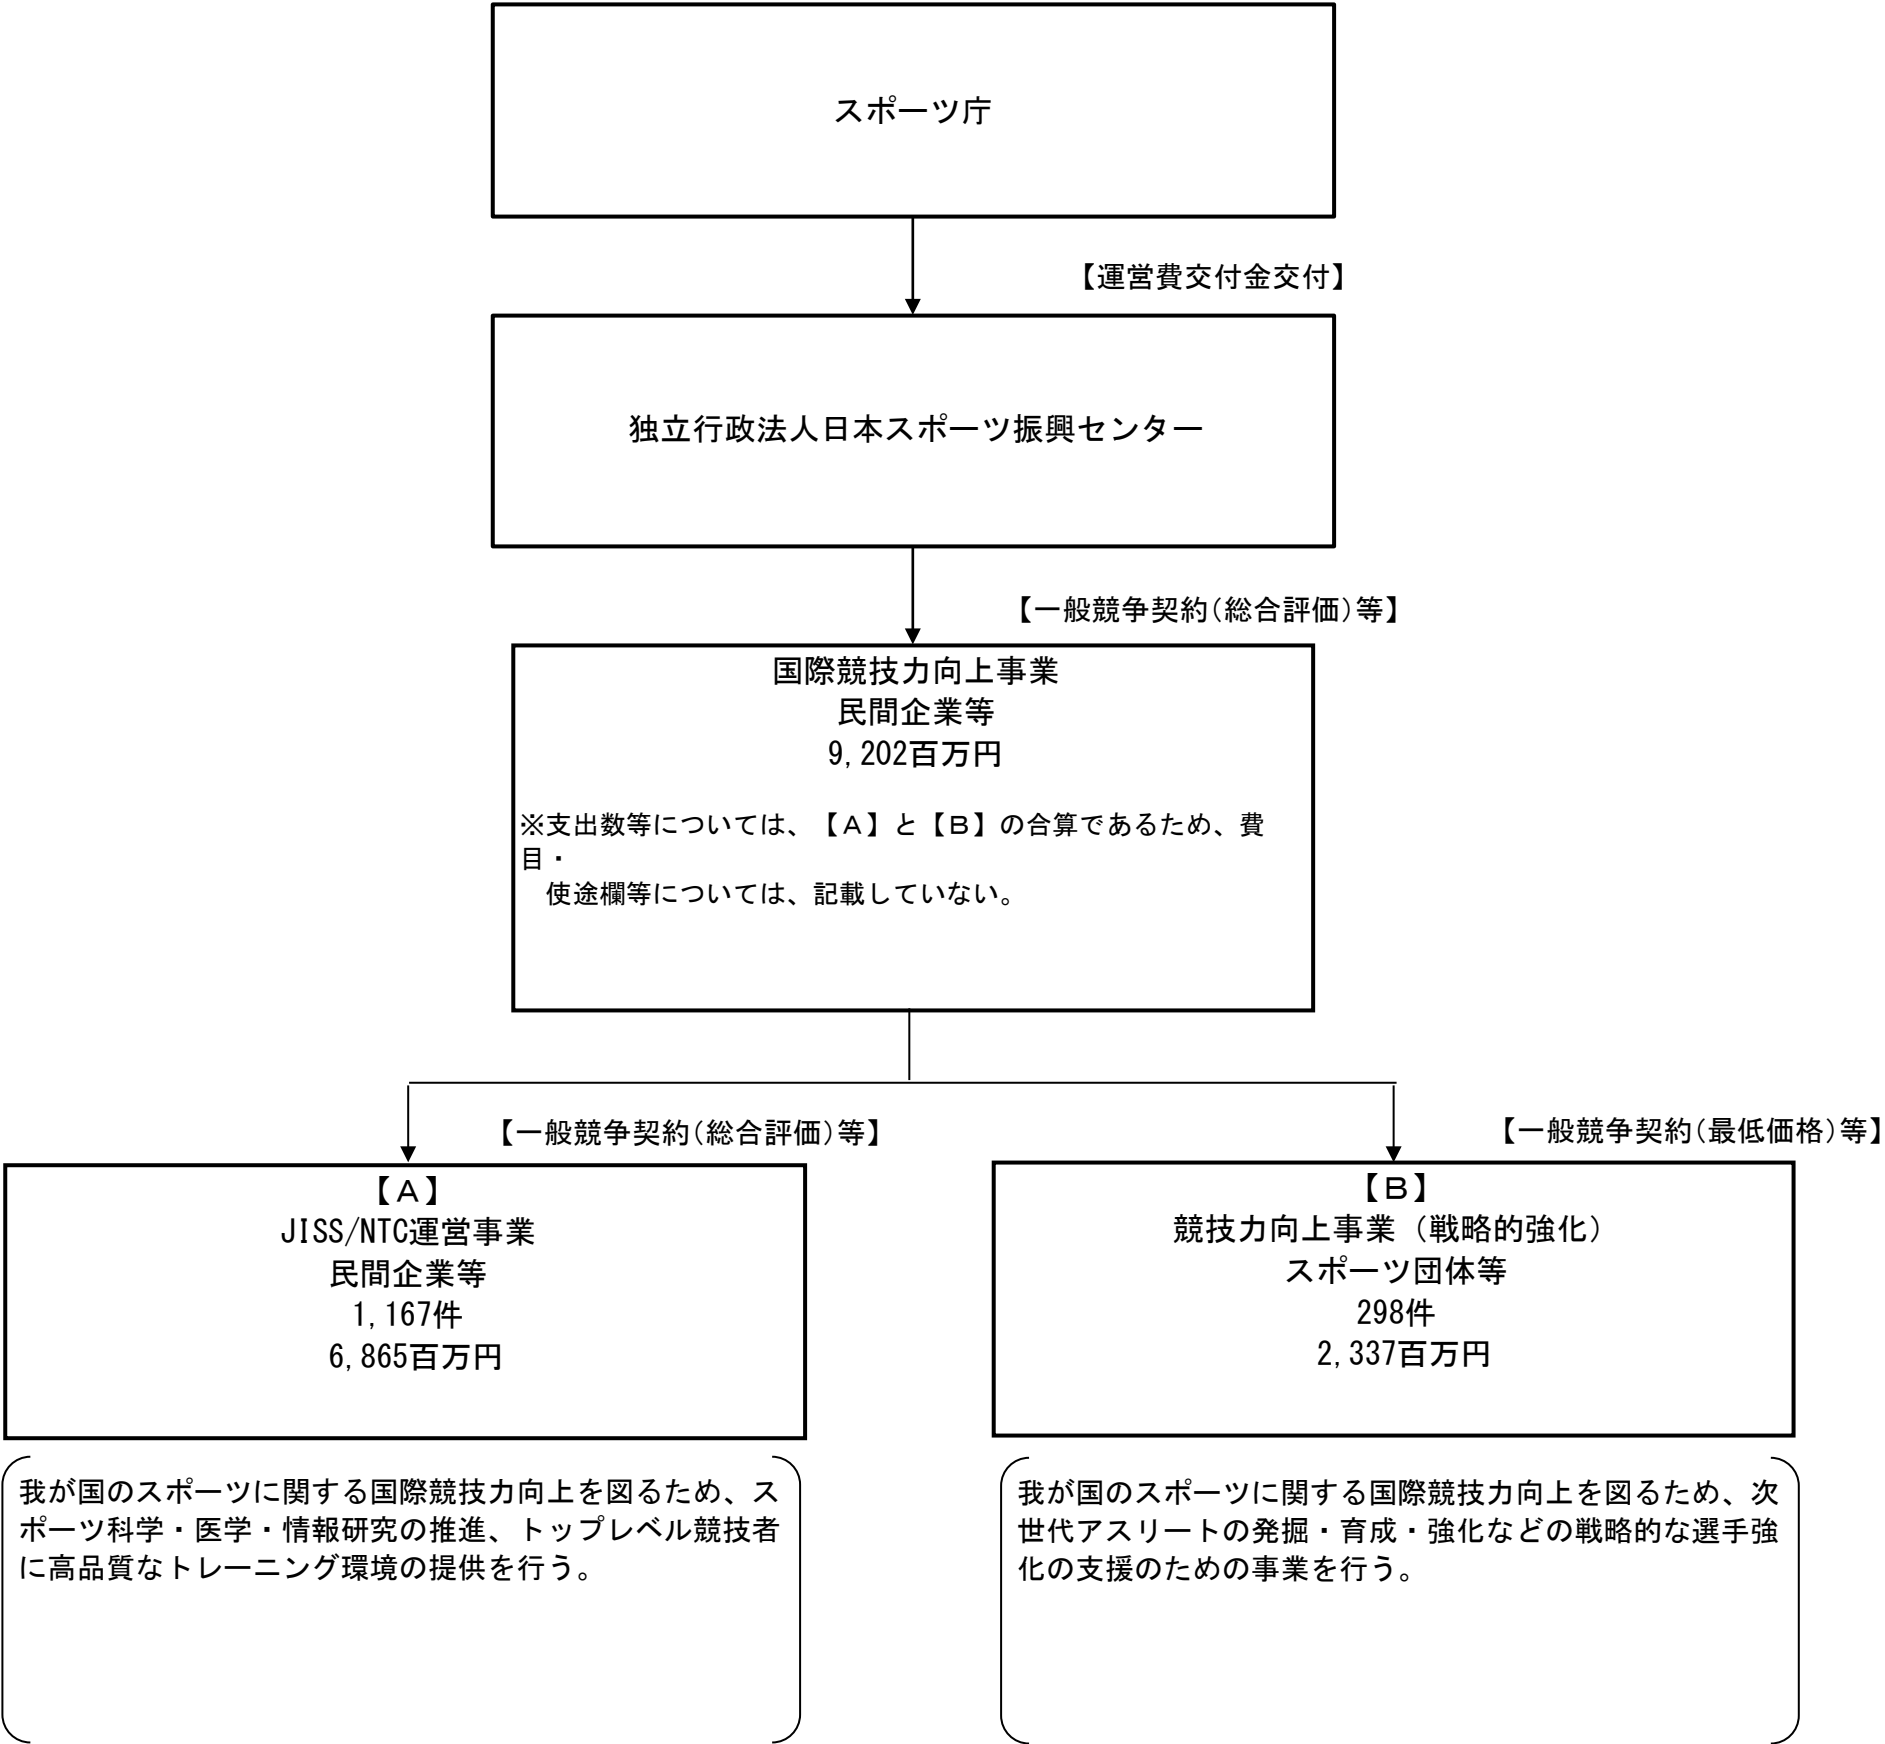 スポーツ庁
【運営費交付金交付】
独立行政法人日本スポーツ振興センター
【一般競争契約(総合評価)等】
国際競技力向上事業
民間企業等
9,202百万円
※支出数等については、【Ａ】と【Ｂ】の合算であるため、費
目・
　使途欄等については、記載していない。
【一般競争契約(総合評価)等】
【Ａ】
JISS/NTC運営事業
民間企業等
1,167件
6,865百万円
我が国のスポーツに関する国際競技力向上を図るため、ス
ポーツ科学・医学・情報研究の推進、トップレベル競技者
に高品質なトレーニング環境の提供を行う。
【一般競争契約(最低価格)等】
【Ｂ】
競技力向上事業（戦略的強化）
スポーツ団体等
298件
2,337百万円
我が国のスポーツに関する国際競技力向上を図るため、次
世代アスリートの発掘・育成・強化などの戦略的な選手強
化の支援のための事業を行う。